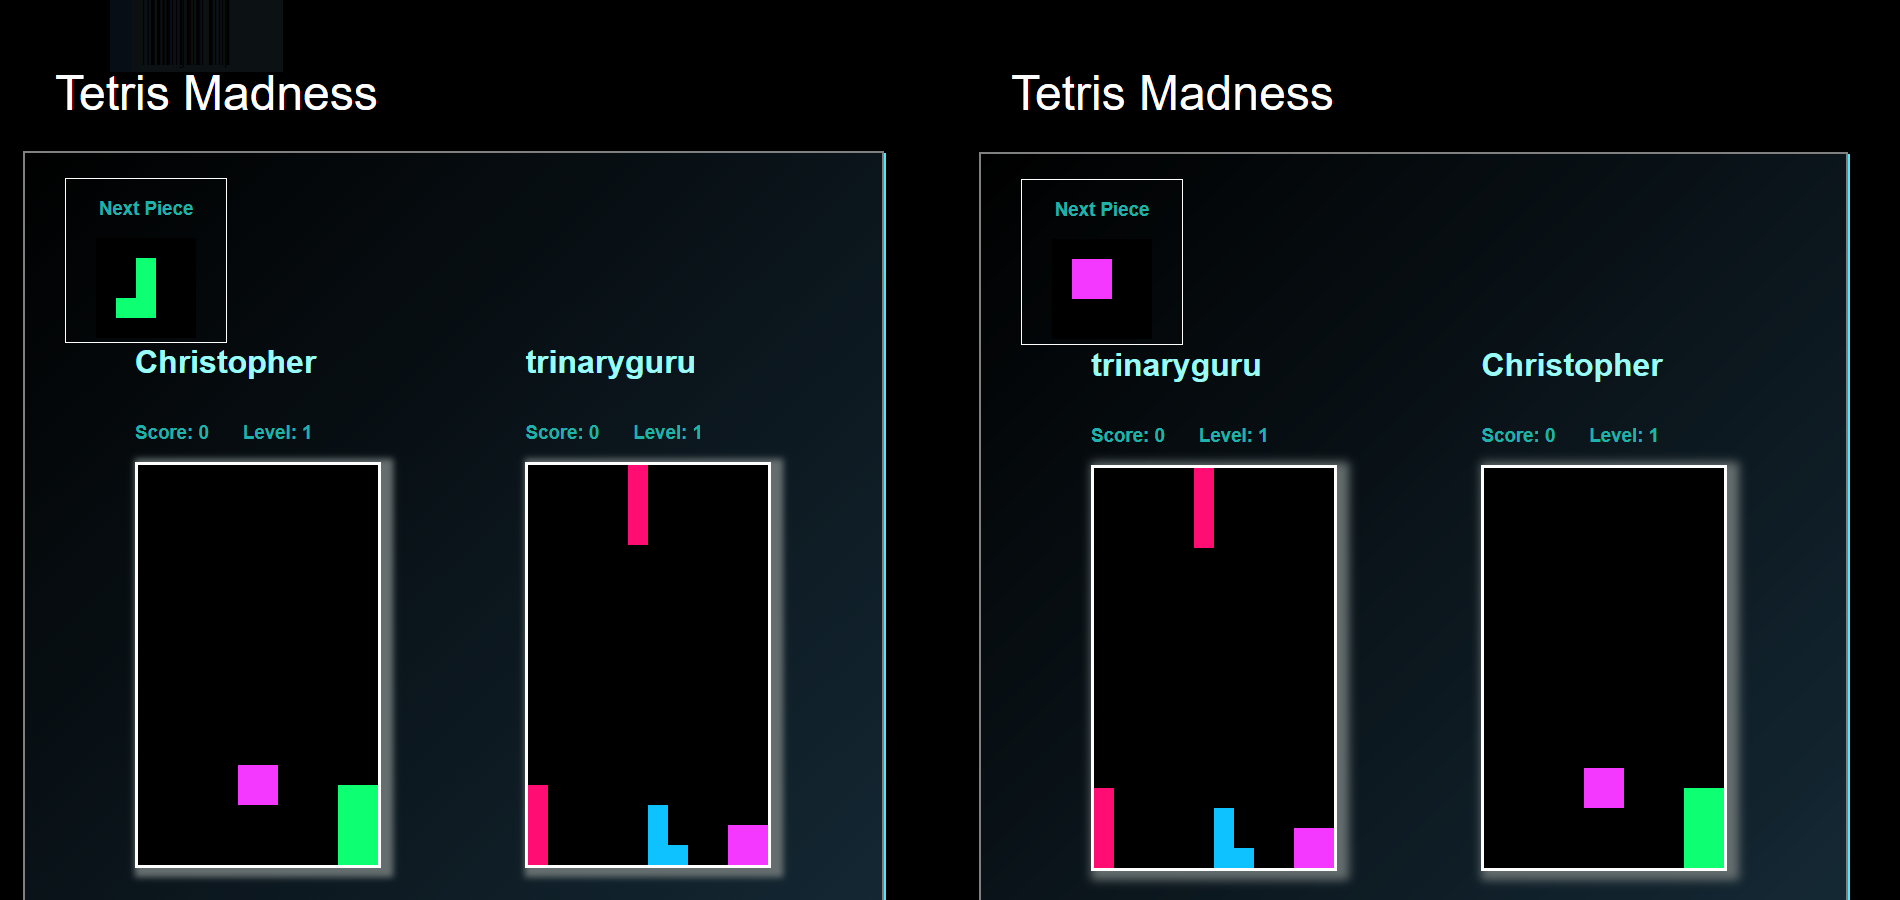 Tetris Madness
Next Piece
Christopher
trinaryguru
Score: 0 Level: 1
Score: 0 Level: 1
Tetris Madness
Next Piece
trinaryguru
Christopher
Score: 0 Level: 1
Score: 0 Level: 1